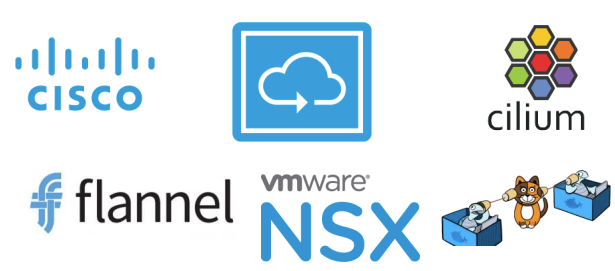 CISCO
cilium
flannel
vmware®
NSX